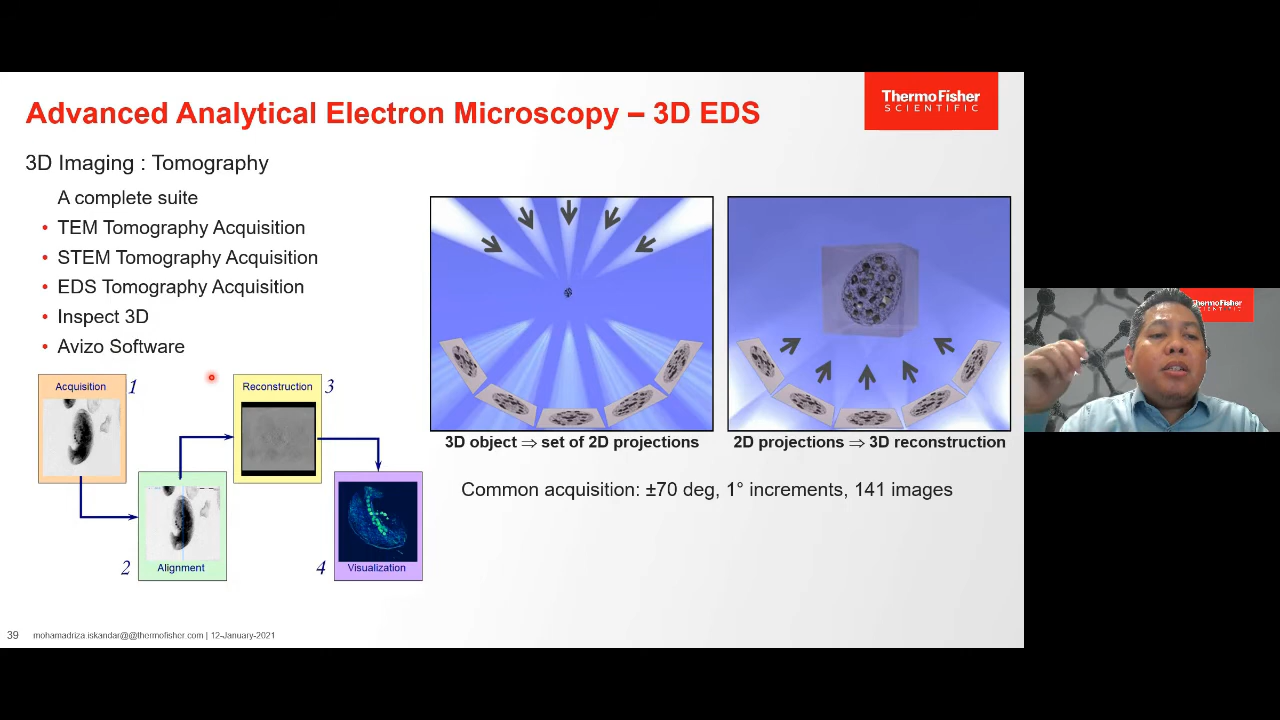 Advanced Analytical Electron Microscopy – 3D EDS
ThermoFisher
SCIENTIFIC
3D Imaging : Tomography
A complete suite
• TEM Tomography Acquisition
• STEM Tomography Acquisition
• EDS Tomography Acquisition
• Inspect 3D
• Avizo Software
Acquisition
1
Reconstruction
3
2
Alignment
4
Visualization
3D object ⇒ set of 2D projections
2D projections ⇒ 3D reconstruction
Common acquisition: ±70 deg, 1° increments, 141 images
39
mohamadriza.iskandar@@thermofisher.com | 12-January-2021
ThermoFisher
SCIENTIFIC